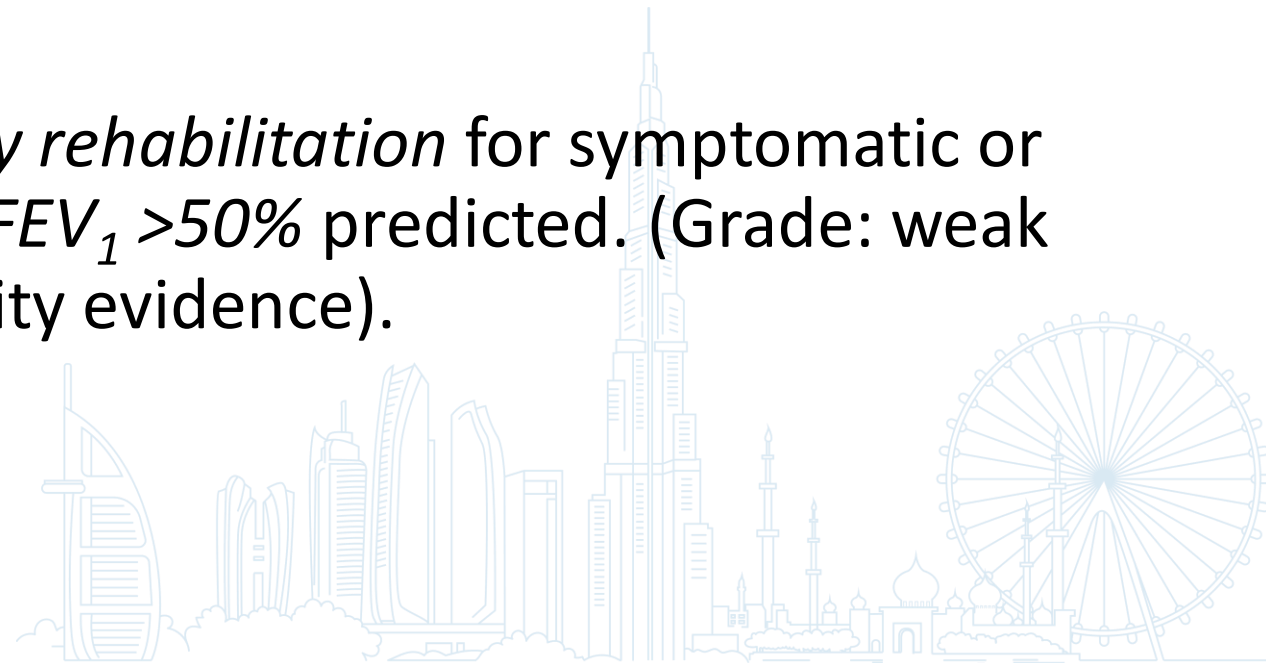 y rehabilitation for symptomatic or
FEV₁ >50% predicted. (Grade: weak
ity evidence).